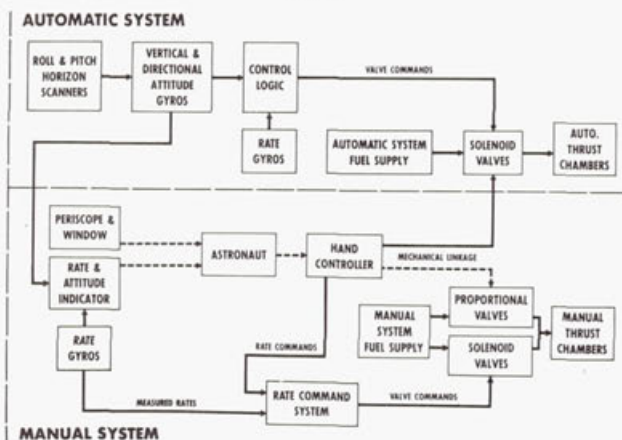 AUTOMATIC SYSTEM
ROLL & PITCH
HORIZON
SCANNERS
VERTICAL &
DIRECTIONAL
ATTITUDE
GYROS
CONTROL
LOGIC
VALVE COMMANDS
RATE
GYROS
AUTOMATIC SYSTEM
FUEL SUPPLY
SOLENOID
VALVES
AUTO.
THRUST
CHAMBERS
PERISCOPE &
WINDOW
RATE &
ATTITUDE
INDICATOR
ASTRONAUT
HAND
CONTROLLER
MECHANICAL LINKAGE
PROPORTIONAL
VALVES
MANUAL
SYSTEM
FUEL SUPPLY
SOLENOID
VALVES
MANUAL
THRUST
CHAMBERS
RATE
GYROS
RATE COMMANDS
MEASURED RATES
RATE COMMAND
SYSTEM
VALVE COMMANDS
MANUAL SYSTEM